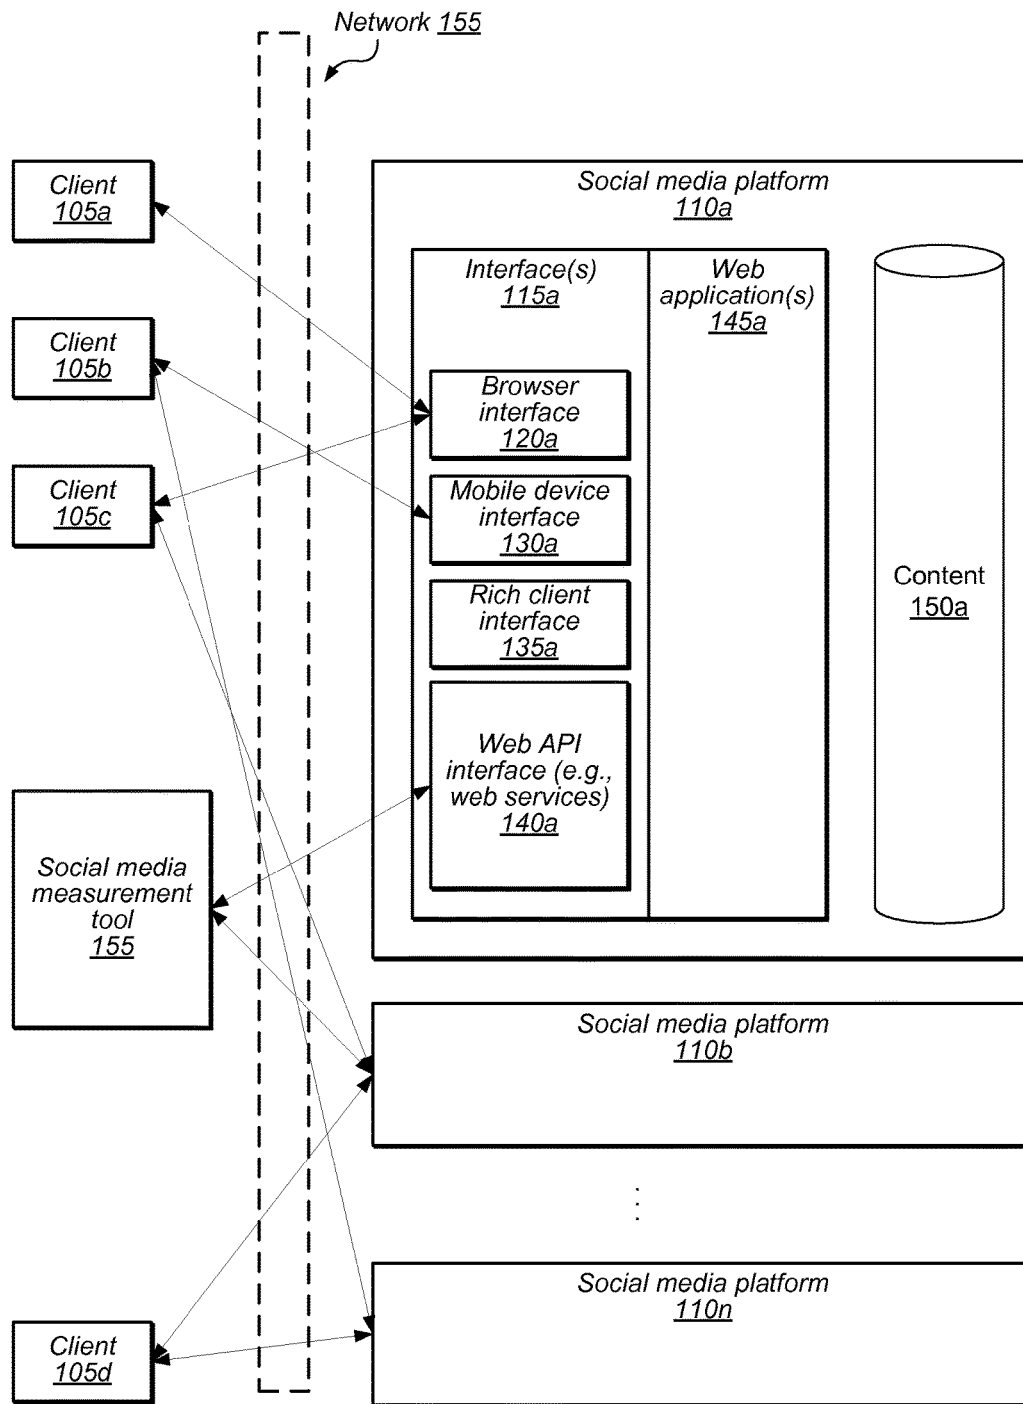 Network 155
Client
105a
Client
105b
Client
105c
Social media
measurement
tool
155
Client
105d
Social media platform
110a
Interface(s)
115a
Browser
interface
120a
Mobile device
interface
130a
Rich client
interface
135a
Web API
interface (e.g.,
web services)
140a
Web
application(s)
145a
Content
150a
Social media platform
110b
Social media platform
110n